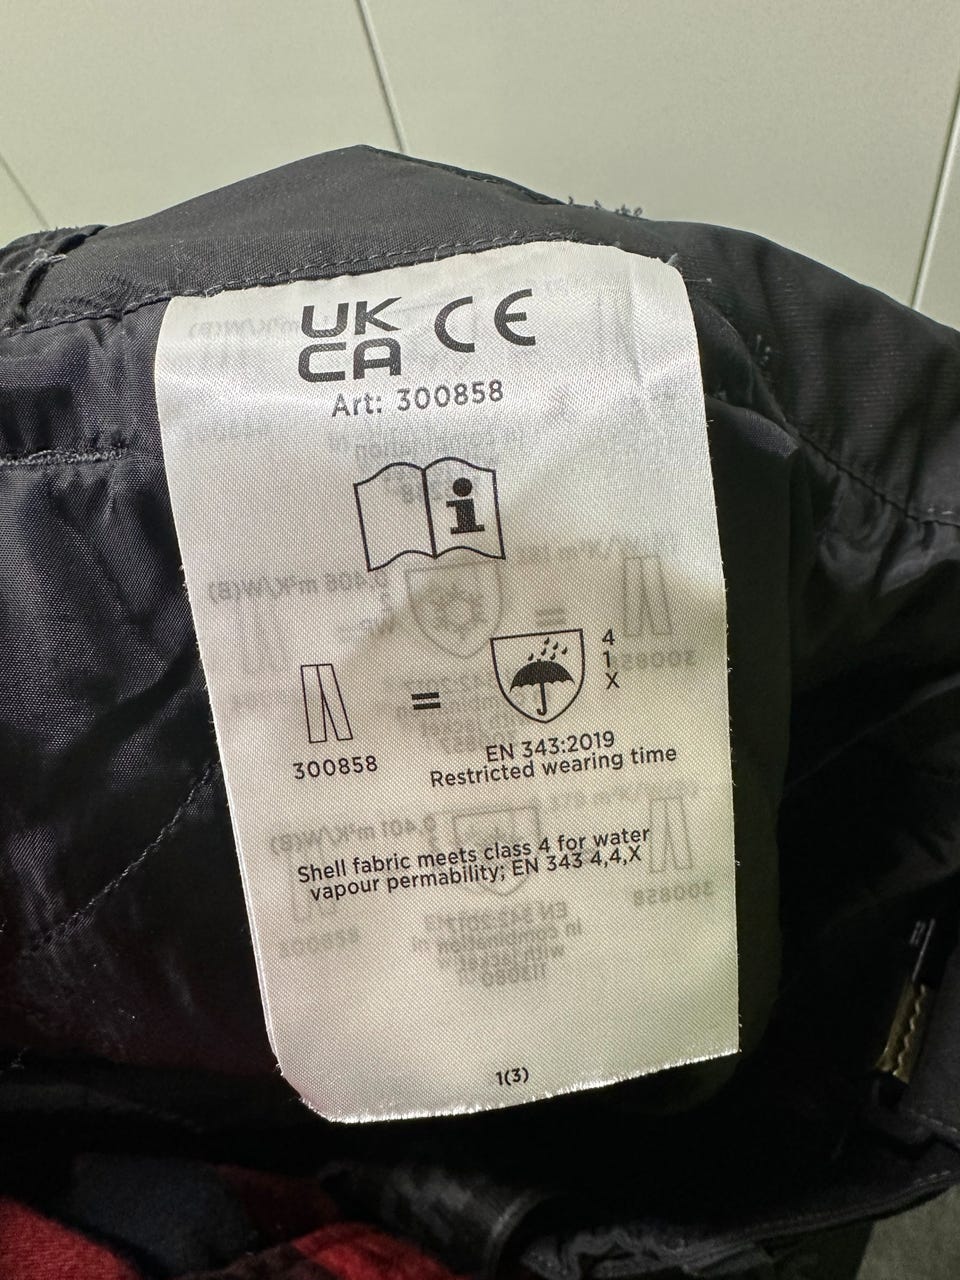 UK CE
CA
Art: 300858
i
=
4
1
X
300858
EN 343:2019
Restricted wearing time
Shell fabric meets class 4 for water
vapour permability; EN 343 4,4,X
1(3)